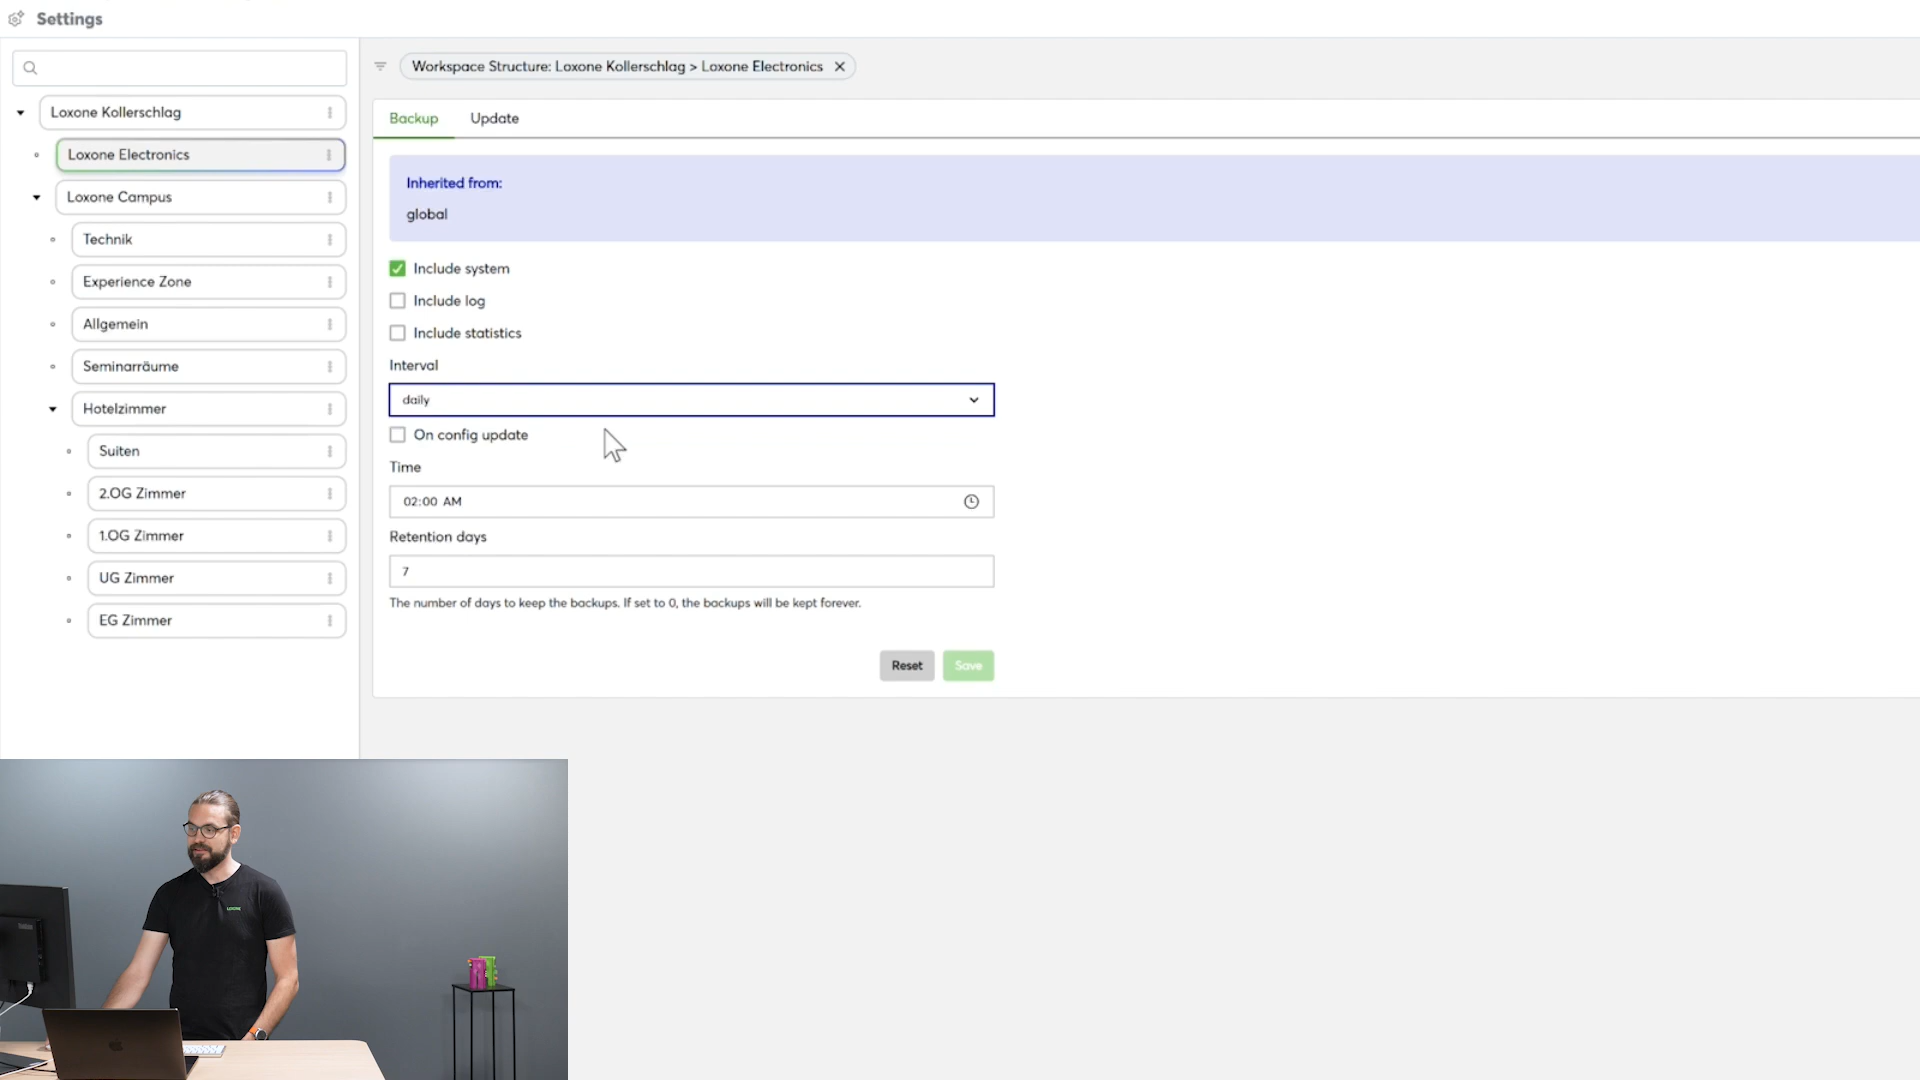 Settings
Workspace Structure: Loxone Kollerschlag > Loxone Electronics
Loxone Kollerschlag
Loxone Electronics
Loxone Campus
Technik
Experience Zone
Allgemein
Seminarräume
Hotelzimmer
Suiten
2.OG Zimmer
1.OG Zimmer
UG Zimmer
EG Zimmer
Backup
Update
Inherited from:
global
Include system
Include log
Include statistics
Interval
daily
On config update
Time
02:00 AM
Retention days
7
The number of days to keep the backups. If set to 0, the backups will be kept forever.
Reset
Save
LOXONE